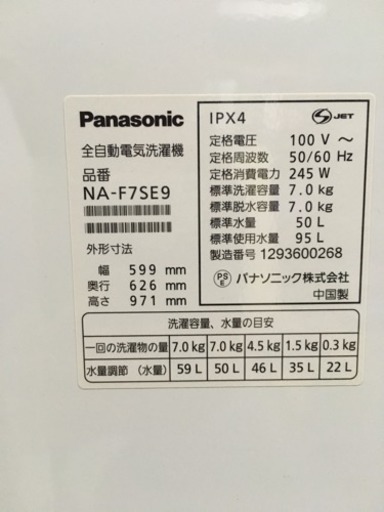 Panasonic
全自動電気洗濯機
品番
NA-F7SE9
外形寸法
幅 599 mm
奥行 626 mm
高さ 971 mm
IPX4
S JET
定格電圧 100 V ～
定格周波数 50/60 Hz
定格消費電力 245 W
標準洗濯容量 7.0 kg
標準脱水容量 7.0 kg
標準水量 50 L
標準使用水量 95 L
製造番号 1293600268
PS E パナソニック株式会社
中国製
洗濯容量、水量の目安
一回の洗濯物の量 7.0 kg 7.0 kg 4.5 kg 1.5 kg 0.3 kg
水量調節（水量） 59 L 50 L 46 L 35 L 22 L